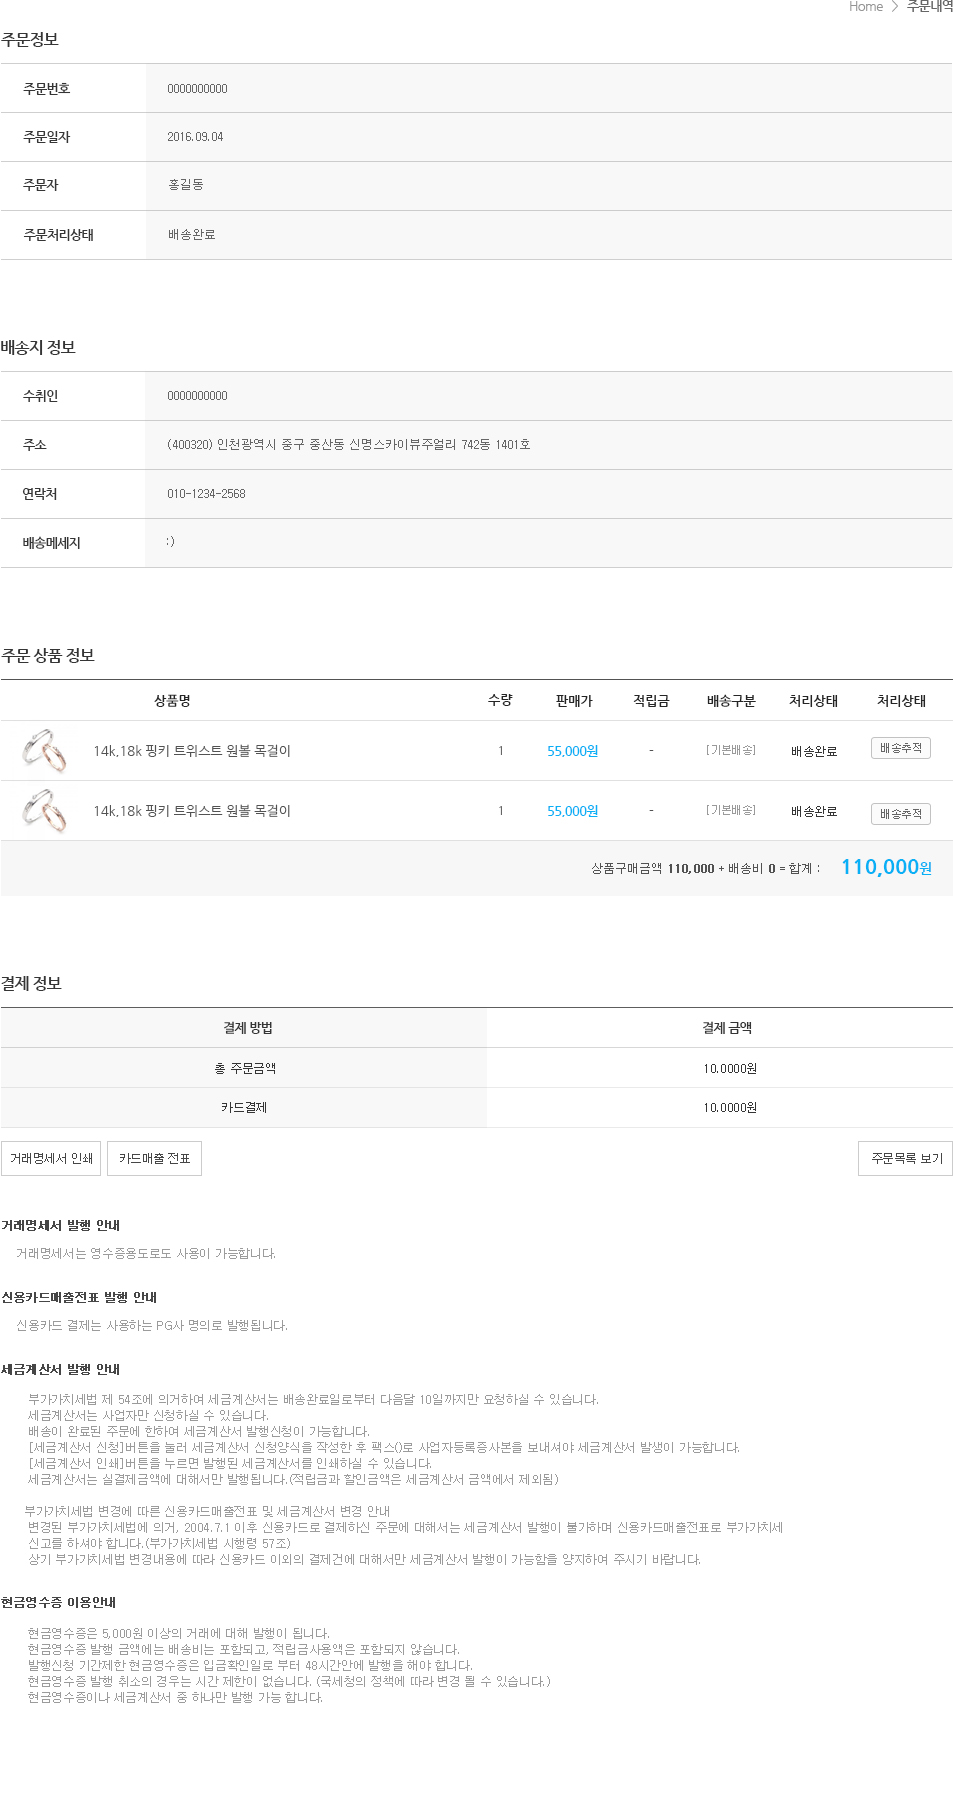 Home > 주문내역
주문정보
주문번호 0000000000
주문일자 2016.09.04
주문자 홍길동
주문처리상태 배송완료
배송지 정보
수취인 0000000000
주소 (400320) 인천광역시 중구 중산동 신명스카이뷰주얼리 742동 1401호
연락처 010-1234-2568
배송메세지 :)
주문 상품 정보
상품명 수량 판매가 적립금 배송구분 처리상태 처리상태
14k,18k 핑키 트위스트 원볼 목걸이 1 55,000원 - [기본배송] 배송완료 배송추적
14k,18k 핑키 트위스트 원볼 목걸이 1 55,000원 - [기본배송] 배송완료 배송추적
상품구매금액 110,000 + 배송비 0 = 합계 : 110,000원
결제 정보
결제 방법 결제 금액
총 주문금액 10.0000원
카드결제 10.0000원
거래명세서 인쇄 카드매출 전표 주문목록 보기
거래명세서 발행 안내
거래명세서는 영수증용도로도 사용이 가능합니다.
신용카드매출전표 발행 안내
신용카드 결제는 사용하는 PG사 명의로 발행됩니다.
세금계산서 발행 안내
부가가치세법 제 54조에 의거하여 세금계산서는 배송완료일로부터 다음달 10일까지만 요청하실 수 있습니다.
세금계산서는 사업자만 신청하실 수 있습니다.
배송이 완료된 주문에 한하여 세금계산서 발행신청이 가능합니다.
[세금계산서 신청]버튼을 눌러 세금계산서 신청양식을 작성한 후 팩스()로 사업자등록증사본을 보내셔야 세금계산서 발생이 가능합니다.
[세금계산서 인쇄]버튼을 누르면 발행된 세금계산서를 인쇄하실 수 있습니다.
세금계산서는 실결제금액에 대해서만 발행됩니다.(적립금과 할인금액은 세금계산서 금액에서 제외됨)
부가가치세법 변경에 따른 신용카드매출전표 및 세금계산서 변경 안내
변경된 부가가치세법에 의거, 2004.7.1 이후 신용카드로 결제하신 주문에 대해서는 세금계산서 발행이 불가하며 신용카드매출전표로 부가가치세
신고를 하셔야 합니다.(부가가치세법 시행령 57조)
상기 부가가치세법 변경내용에 따라 신용카드 이외의 결제건에 대해서만 세금계산서 발행이 가능함을 양지하여 주시기 바랍니다.
현금영수증 이용안내
현금영수증은 5,000원 이상의 거래에 대해 발행이 됩니다.
현금영수증 발행 금액에는 배송비는 포함되고, 적립금사용액은 포함되지 않습니다.
발행신청 기간제한 현금영수증은 입금확인일로 부터 48시간안에 발행을 해야 합니다.
현금영수증 발행 취소의 경우는 시간 제한이 없습니다. (국세청의 정책에 따라 변경 될 수 있습니다.)
현금영수증이나 세금계산서 중 하나만 발행 가능 합니다.